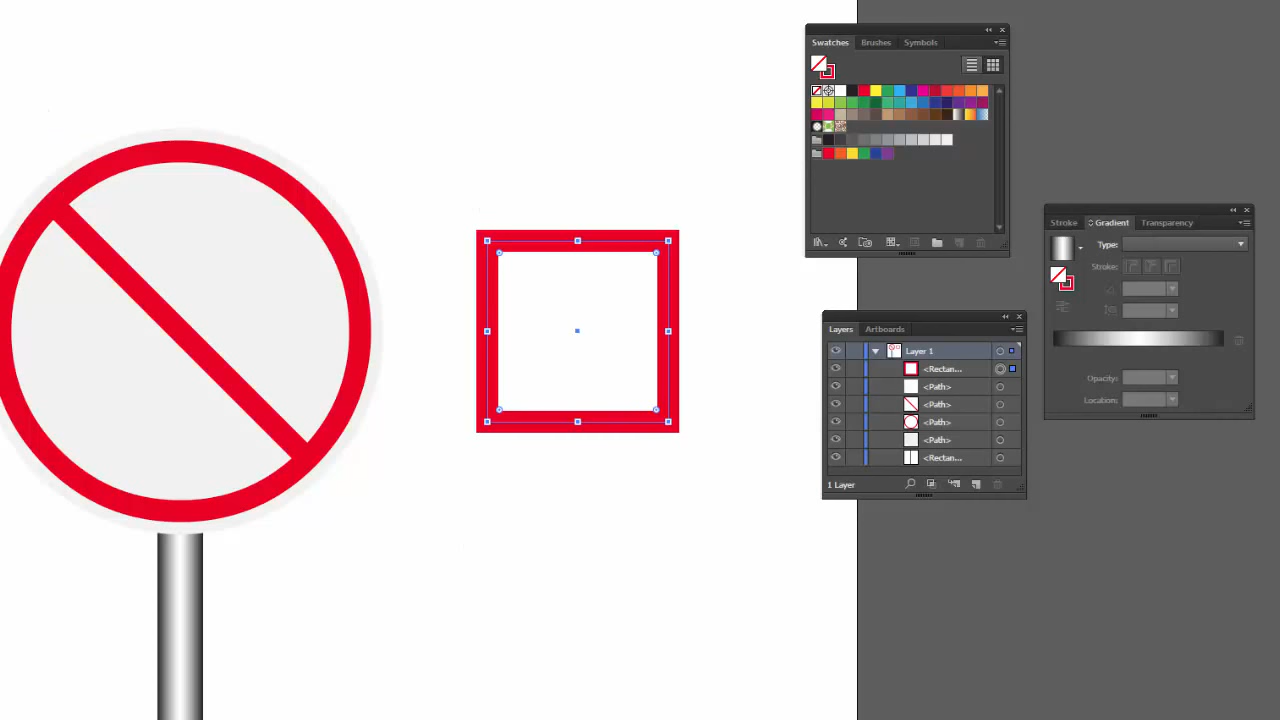 Swatches Brushes Symbols
Stroke Gradient Transparency
Type:
Stroke:
Layers Artboards
Layer 1
<Rectan...
<Path>
<Path>
<Path>
<Path>
<Rectan...
Opacity:
Location:
1 Layer